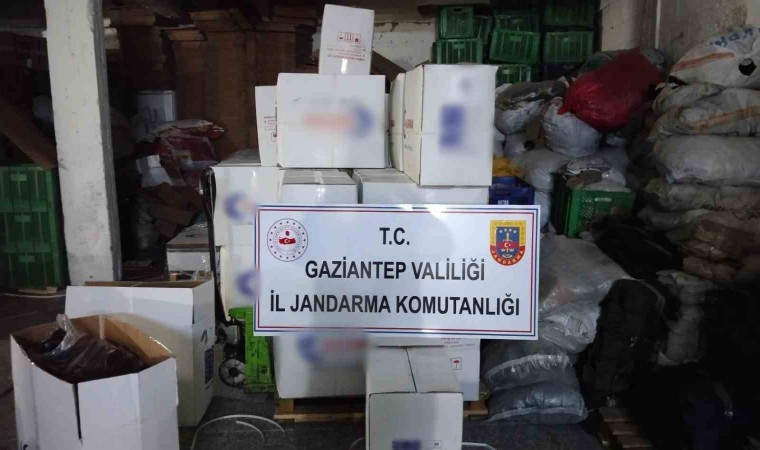 T.C.
GAZİANTEP VALİLİĞİ
İL JANDARMA KOMUTANLIĞI